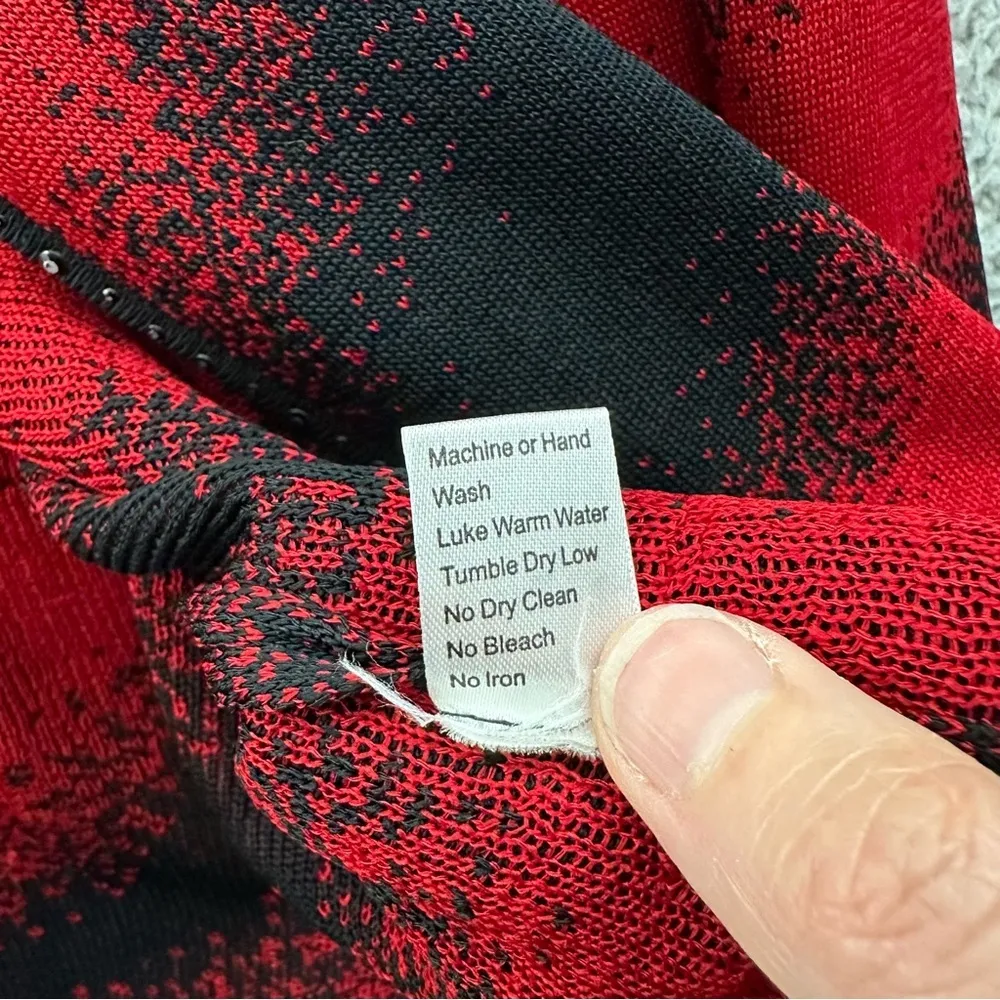 Machine or Hand
Wash
Luke Warm Water
Tumble Dry Low
No Dry Clean
No Bleach
No Iron